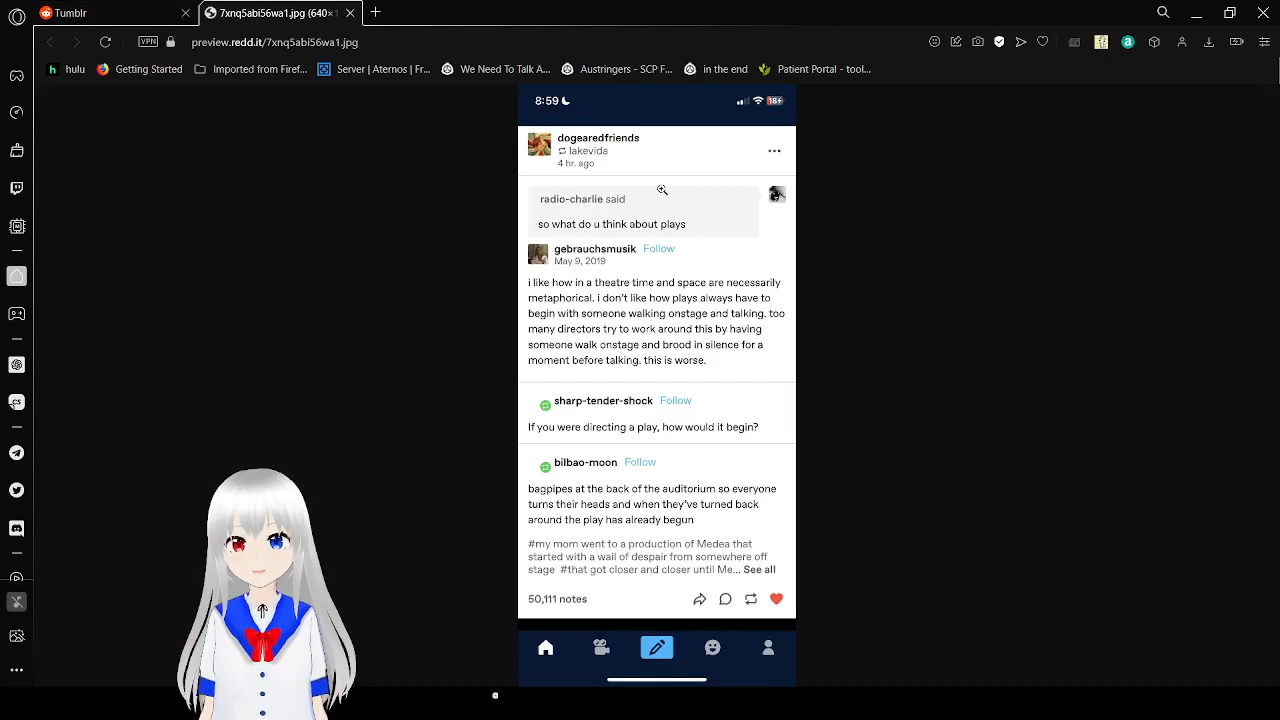 Tumblr
7xnq5abi56wa1.jpg (640×1
VPN
preview.redd.it/7xnq5abi56wa1.jpg
h hulu
Getting Started
Imported from Firef...
Server | Aternos | Fr...
We Need To Talk A...
Austringers - SCP F...
in the end
Patient Portal - tool...
8:59
18+
dogearedfriends
lakevida
4 hr. ago
radio-charlie said
so what do u think about plays
gebrauchsmusik Follow
May 9, 2019
i like how in a theatre time and space are necessarily
metaphorical. i don't like how plays always have to
begin with someone walking onstage and talking. too
many directors try to work around this by having
someone walk onstage and brood in silence for a
moment before talking. this is worse.
sharp-tender-shock Follow
If you were directing a play, how would it begin?
bilbao-moon Follow
bagpipes at the back of the auditorium so everyone
turns their heads and when they've turned back
around the play has already begun
#my mom went to a production of Medea that
started with a wail of despair from somewhere off
stage #that got closer and closer until Me... See all
50,111 notes